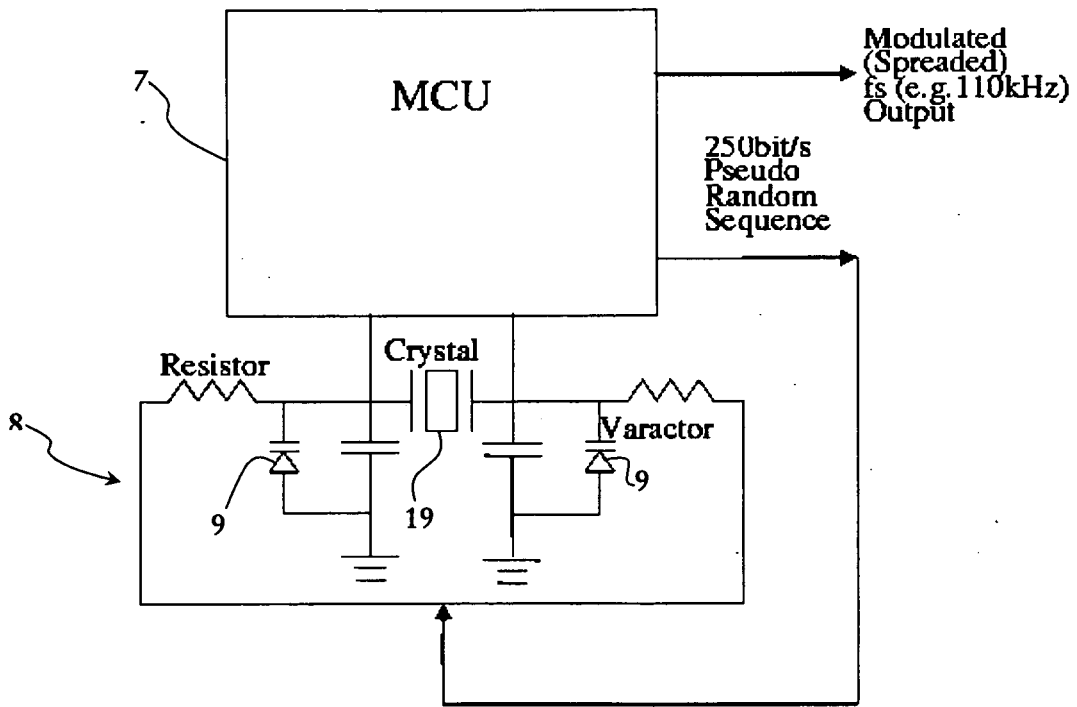 MCU
Modulated
(Spreaded)
fs (e.g. 110kHz)
Output
7
250bit/s
Pseudo
Random
Sequence
Resistor
Crystal
Varactor
8
9
19
9